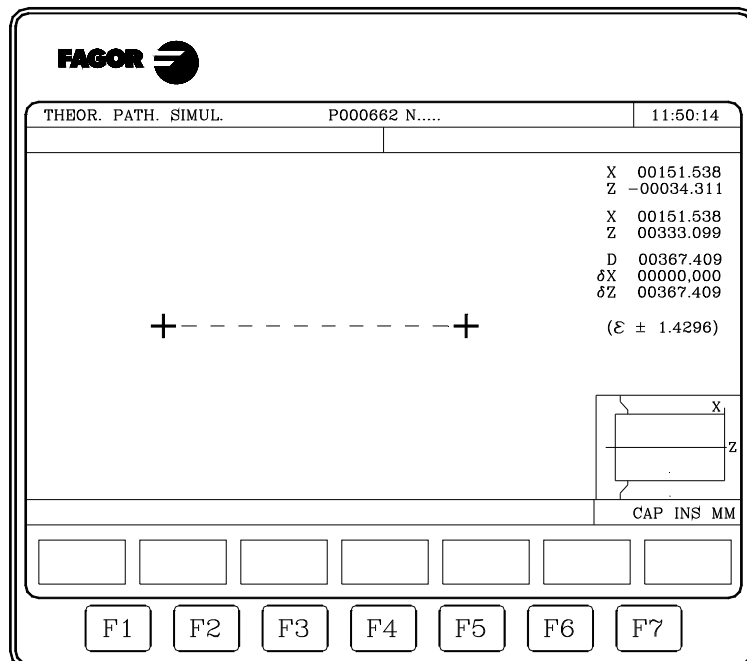 FAGOR
THEOR. PATH. SIMUL. P000662 N..... 11:50:14
X 00151.538
Z -00034.311
X 00151.538
Z 00333.099
D 00367.409
δX 00000,000
δZ 00367.409
(ε ± 1.4296)
X
Z
CAP INS MM
F1 F2 F3 F4 F5 F6 F7